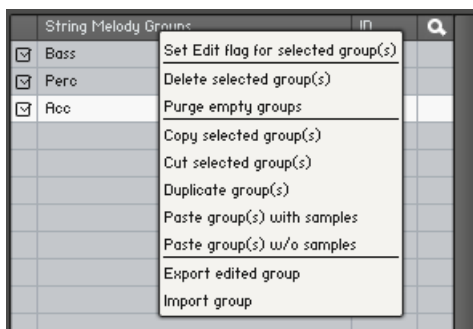 String Melody Groups ID
Bass
Perc
Acc
Set Edit flag for selected group(s)
Delete selected group(s)
Purge empty groups
Copy selected group(s)
Cut selected group(s)
Duplicate group(s)
Paste group(s) with samples
Paste group(s) w/o samples
Export edited group
Import group